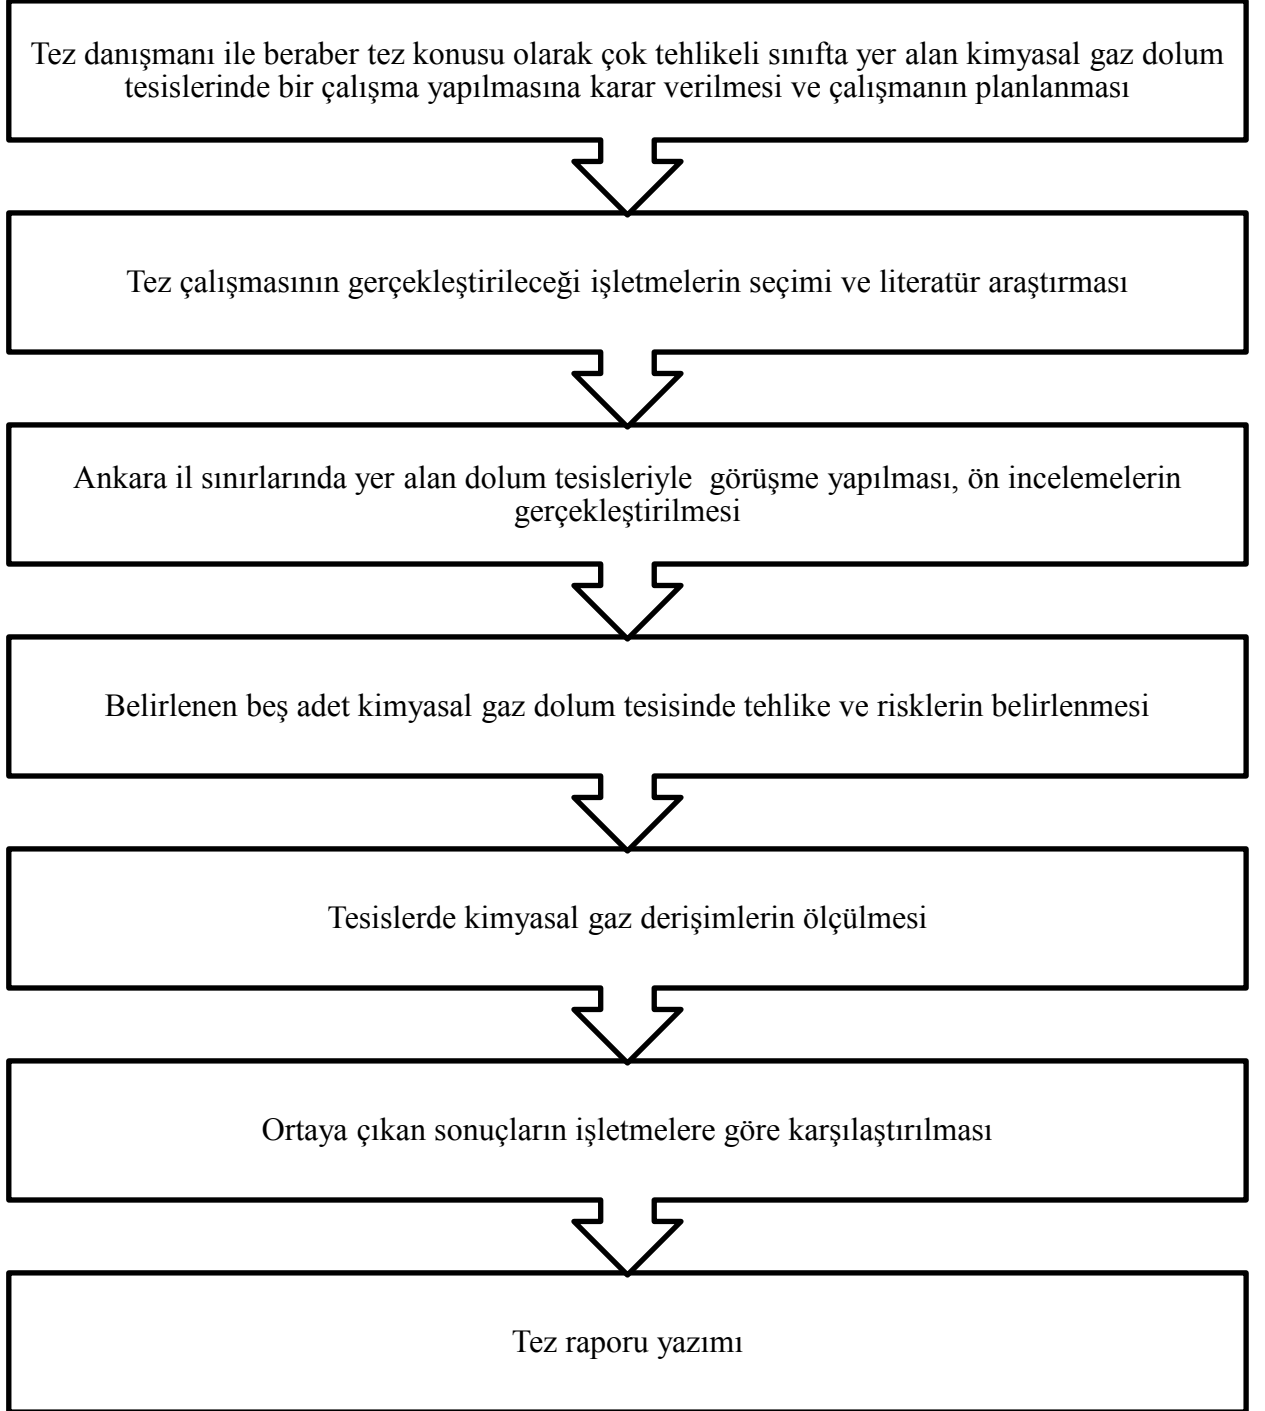 Tez danışmanı ile beraber tez konusu olarak çok tehlikeli sınıfta yer alan kimyasal gaz dolum
tesislerinde bir çalışma yapılmasına karar verilmesi ve çalışmanın planlanması
Tez çalışmasının gerçekleştirileceği işletmelerin seçimi ve literatür araştırması
Ankara il sınırlarında yer alan dolum tesisleriyle  görüşme yapılması, ön incelemelerin
gerçekleştirilmesi
Belirlenen beş adet kimyasal gaz dolum tesisinde tehlike ve risklerin belirlenmesi
Tesislerde kimyasal gaz derişimlerin ölçülmesi
Ortaya çıkan sonuçların işletmelere göre karşılaştırılması
Tez raporu yazımı